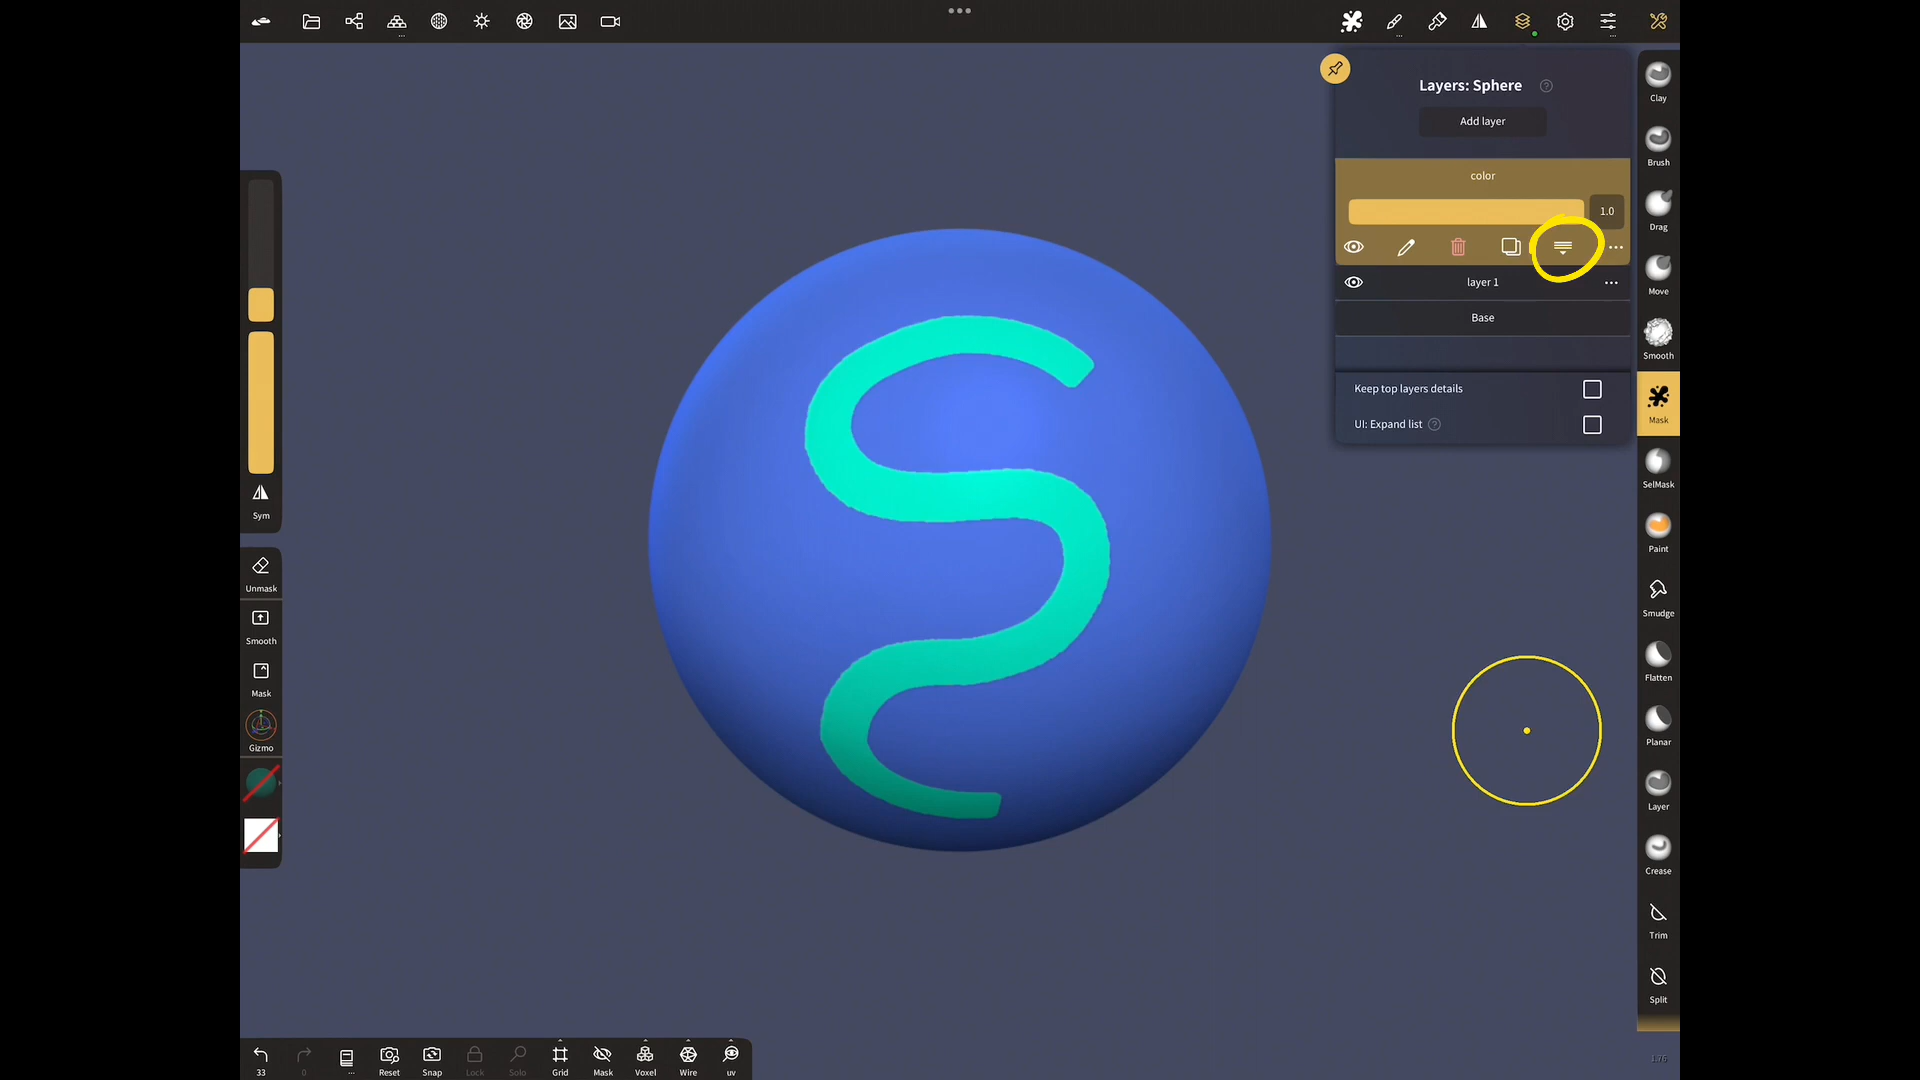 Layers: Sphere
Add layer
color
1.0
layer 1
Base
Keep top layers details
UI: Expand list
Sym
Unmask
Smooth
Mask
Gizmo
Clay
Brush
Drag
Move
Smooth
Mask
SelMask
Paint
Smudge
Flatten
Planar
Layer
Crease
Trim
Split
33
0
Reset
Snap
Lock
Solo
Grid
Mask
Voxel
Wire
uv